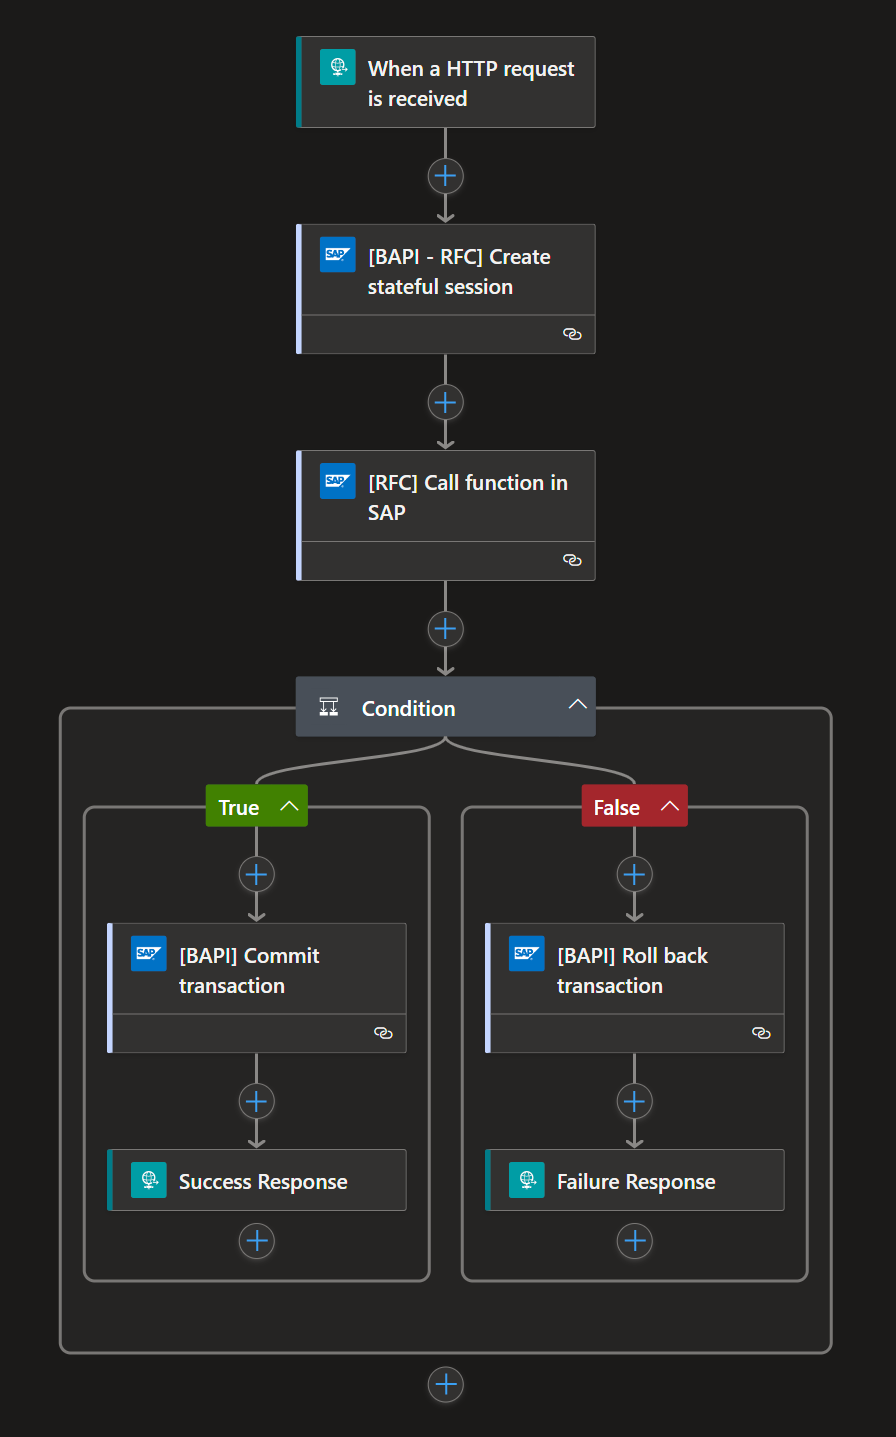 When a HTTP request
is received
SAP
[BAPI - RFC] Create
stateful session
SAP
[RFC] Call function in
SAP
Condition
True
False
SAP
[BAPI] Commit
transaction
SAP
[BAPI] Roll back
transaction
Success Response
Failure Response